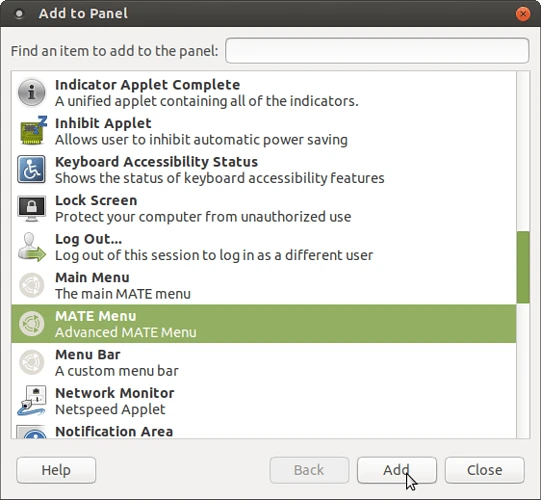 Add to Panel
Find an item to add to the panel:
Indicator Applet Complete
A unified applet containing all of the indicators.
Inhibit Applet
Allows user to inhibit automatic power saving
Keyboard Accessibility Status
Shows the status of keyboard accessibility features
Lock Screen
Protect your computer from unauthorized use
Log Out...
Log out of this session to log in as a different user
Main Menu
The main MATE menu
MATE Menu
Advanced MATE Menu
Menu Bar
A custom menu bar
Network Monitor
Netspeed Applet
Notification Area
Help
Back
Add
Close